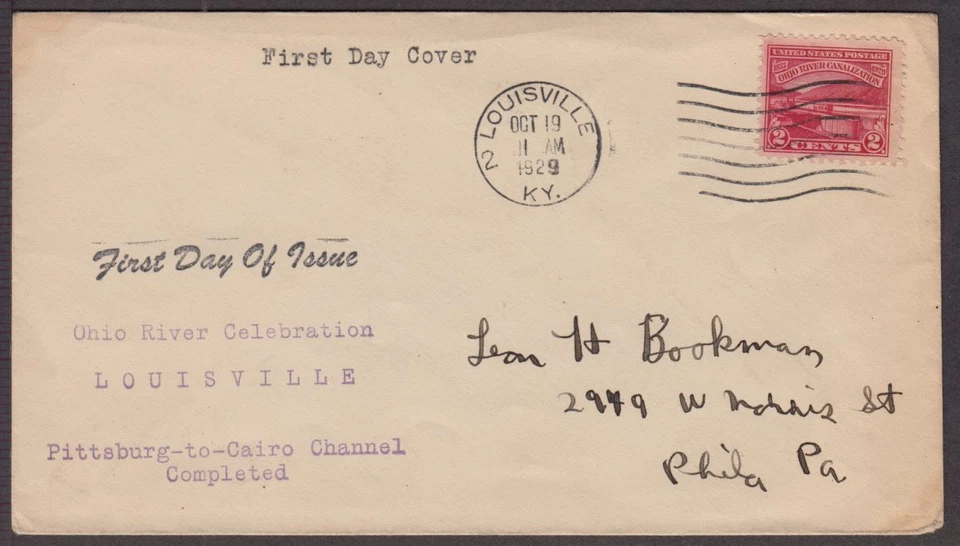 First Day Cover
UNITED STATES POSTAGE
OHIO RIVER CANALIZATION
2 CENTS 2
2 LOUISVILLE
OCT 19
11 AM
1929
KY.
First Day Of Issue
Ohio River Celebration
LOUISVILLE
Pittsburg-to-Cairo Channel
Completed
Leon H Bookman
2949 W Morris St
Phila Pa